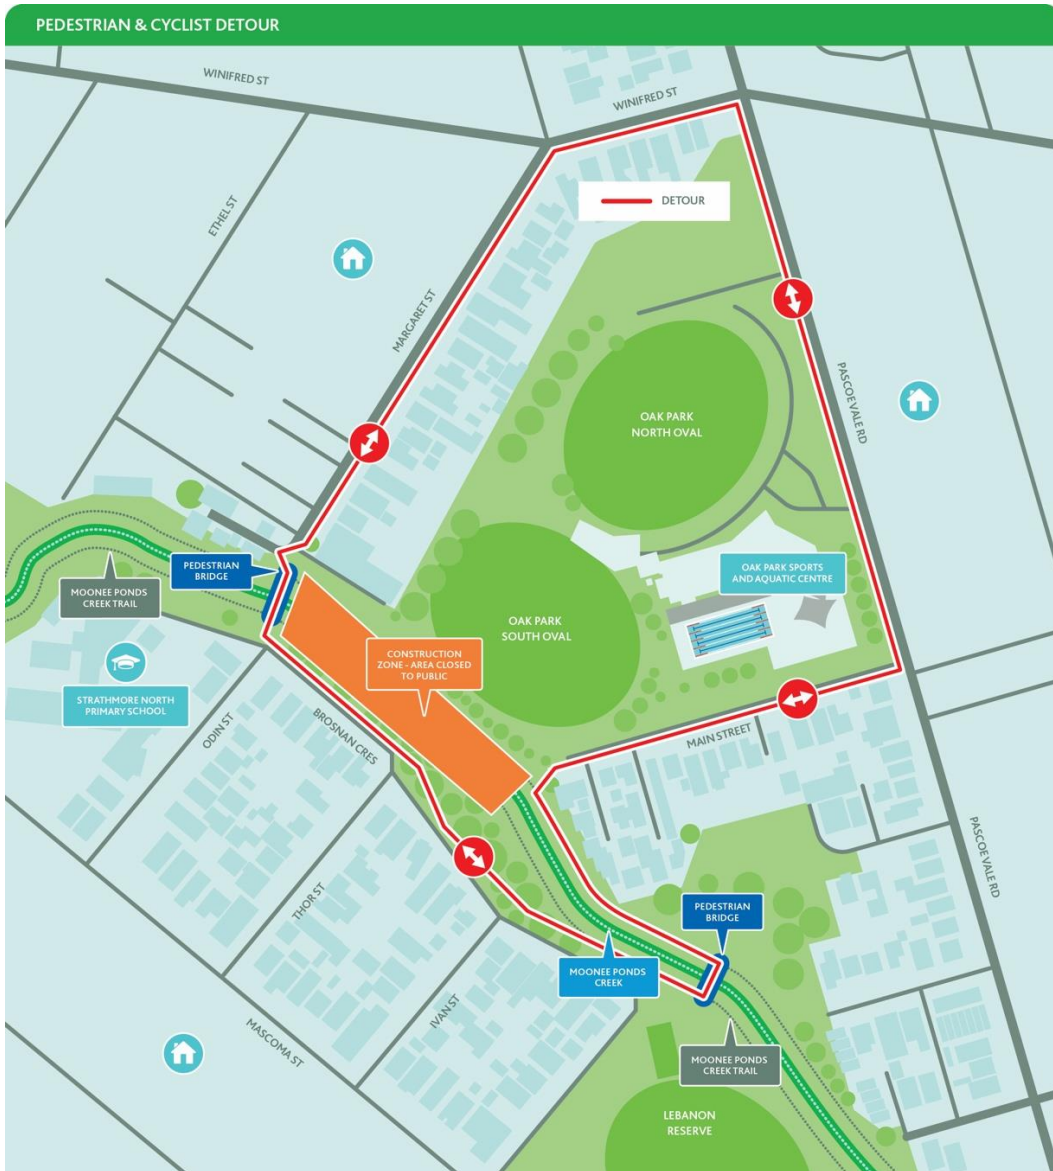 PEDESTRIAN & CYCLIST DETOUR
WINIFRED ST
WINIFRED ST
DETOUR
ETHEL ST
MARGARET ST
PASCOE VALE RD
OAK PARK
NORTH OVAL
PEDESTRIAN
BRIDGE
OAK PARK SPORTS
AND AQUATIC CENTRE
MOONEE PONDS
CREEK TRAIL
OAK PARK
SOUTH OVAL
CONSTRUCTION
ZONE - AREA CLOSED
TO PUBLIC
STRATHMORE NORTH
PRIMARY SCHOOL
ODIN ST
BROSNAN CRES
MAIN STREET
PASCOE VALE RD
THOR ST
PEDESTRIAN
BRIDGE
MOONEE PONDS
CREEK
IVAN ST
MASCOMA ST
MOONEE PONDS
CREEK TRAIL
LEBANON
RESERVE